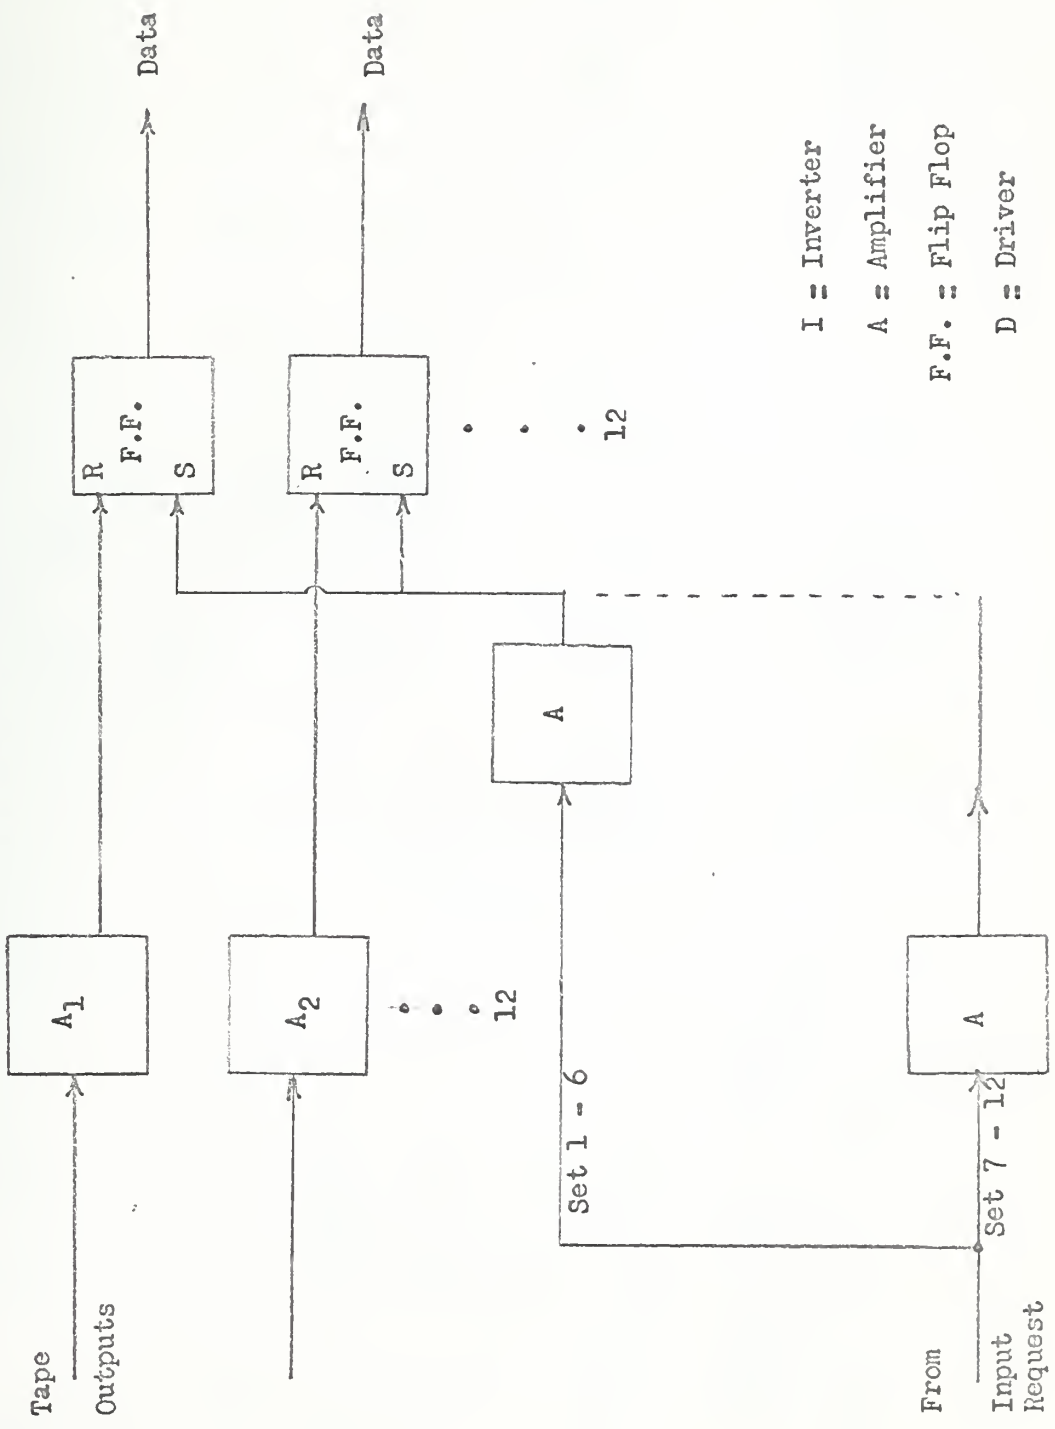 Tape
Outputs
A1
R
F.F.
S
Data
A2
R
F.F.
S
Data
. . . 12
. . . 12
Set 1 - 6
A
From
Input
Request
Set 7 - 12
A
I = Inverter
A = Amplifier
F.F. = Flip Flop
D = Driver